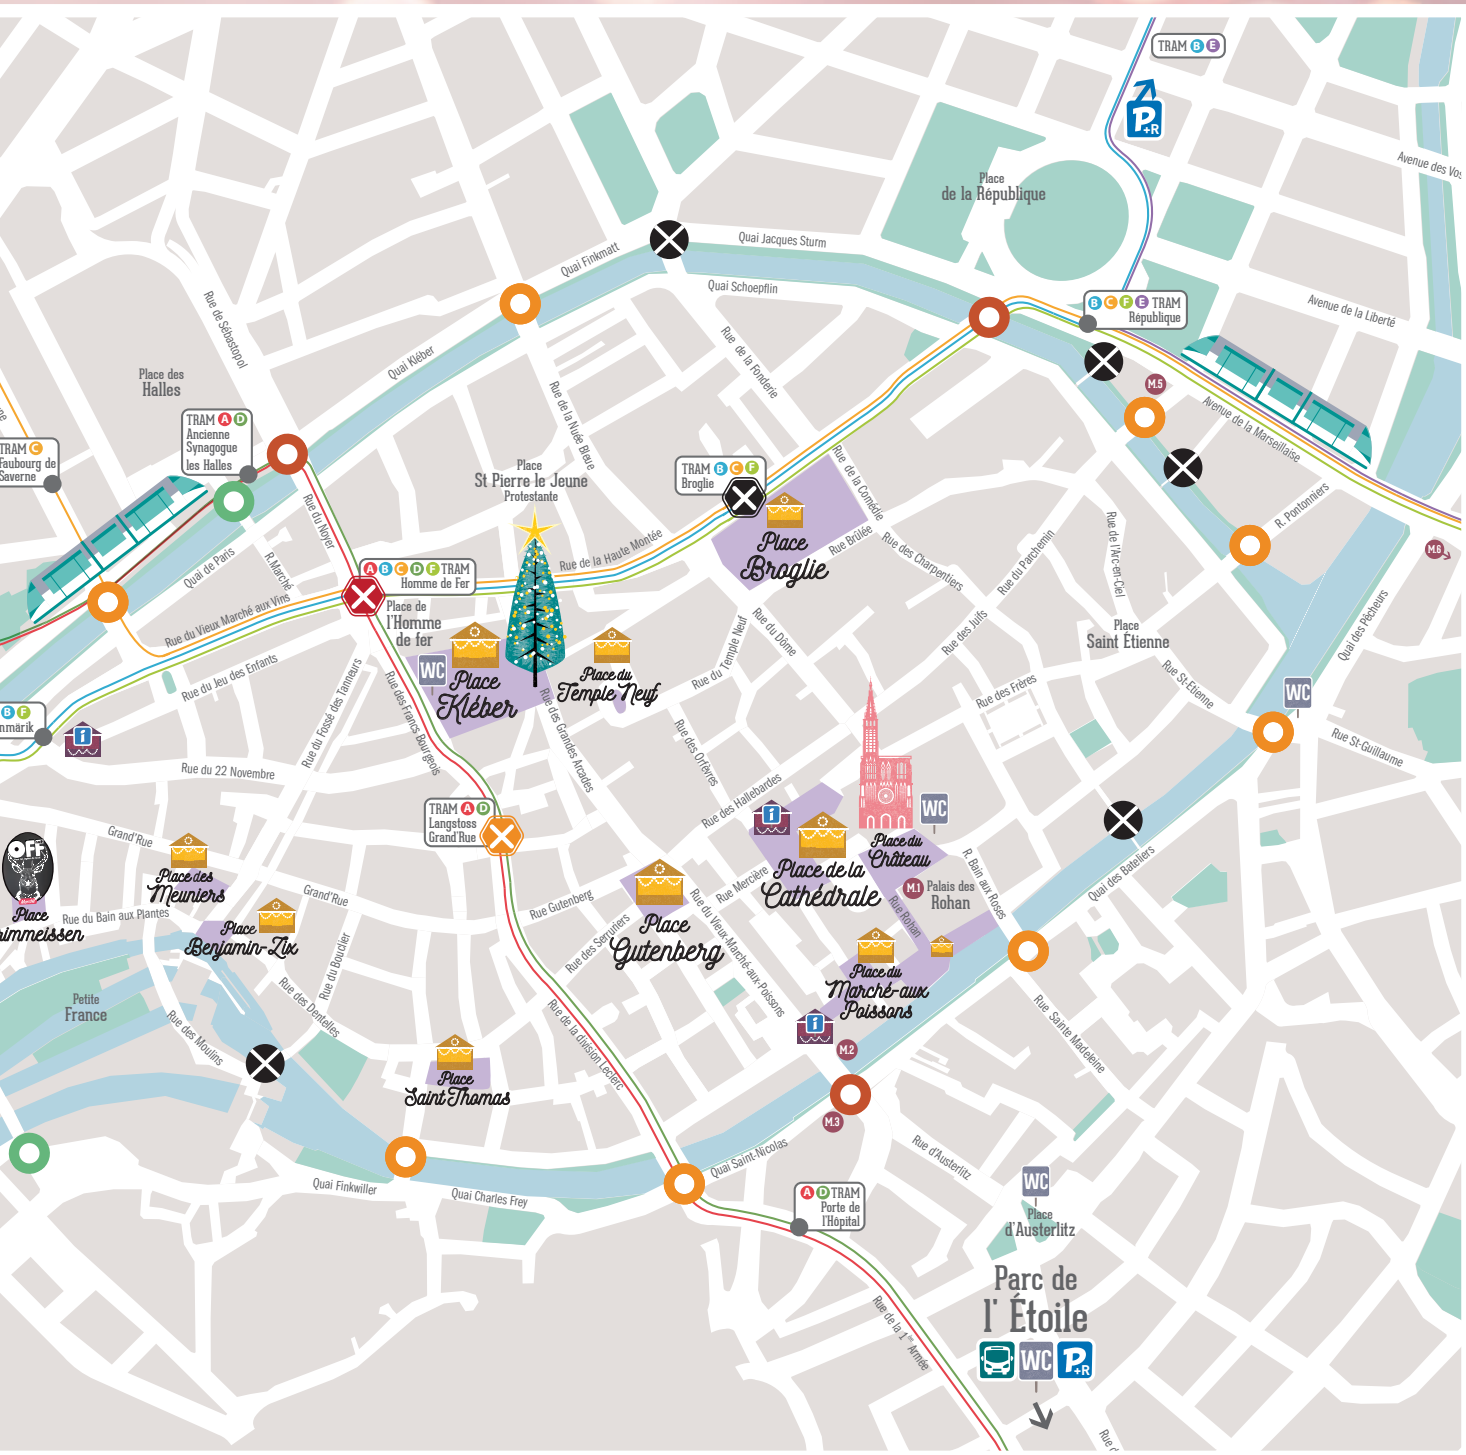 TRAM B E
P+R
Avenue des Vos
Place
de la République
Quai Jacques Sturm
Quai Finkmatt
Quai Schoepflin
B C F E TRAM
République
Avenue de la Liberté
Rue de Sébastopol
Quai Kléber
Rue de la Fonderie
Place des
Halles
M.5
Avenue de la Marseillaise
Rue de la Nuée Bleue
TRAM A D
Ancienne
Synagogue
les Halles
TRAM C
Faubourg de
Saverne
Place
St Pierre le Jeune
Protestante
TRAM B C F
Broglie
Rue de la Comédie
R. Pontonniers
Rue du Noyer
Place
Broglie
Rue Brûlée
Rue des Charpentiers
Rue du Parchemin
Rue de l'Arc-en-Ciel
M.6
Quai de Paris
R.Marché
Rue de la Haute Montée
A B C D F TRAM
Homme de Fer
Rue du Vieux Marché aux Vins
Place de
l'Homme
de fer
Rue du Temple Neuf
Rue du Dôme
Rue des Juifs
Place
Saint Étienne
Quai des Pêcheurs
Rue du Jeu des Enfants
Rue du Fossé des Tanneurs
Rue des Francs Bourgeois
WC
Place
Kléber
Place du
Temple Neuf
Rue des Grandes Arcades
Rue des Frères
Rue St-Etienne
WC
B F
nmärik
i
Rue des Orfèvres
Rue St-Guillaume
Rue du 22 Novembre
Rue des Hallebardes
TRAM A D
Langstoss
Grand'Rue
i
WC
Grand'Rue
OFF
Place des
Meuniers
Place de la
Cathédrale
Place du
Château
R. Bain aux Roses
Quai des Bateliers
Rue Mercière
M.1
Palais des
Rohan
Rue Rohan
Grand'Rue
Rue Gutenberg
Place
rimmeissen
Rue du Bain aux Plantes
Place
Benjamin-Zix
Rue du Bouclier
Rue des Serruriers
Place
Gutenberg
Rue du Vieux-Marché-aux-Poissons
Place du
Marché-aux
Poissons
Petite
France
Rue des Dentelles
Rue des Moulins
Rue de la division Leclerc
i
M.2
Rue Sainte Madeleine
Place
Saint Thomas
M.3
Quai Saint-Nicolas
Rue d'Austerlitz
Quai Finkwiller
Quai Charles Frey
A D TRAM
Porte de
l'Hôpital
WC
Place
d'Austerlitz
Parc de
l' Étoile
WC P+R
Rue de la 1ère Armée